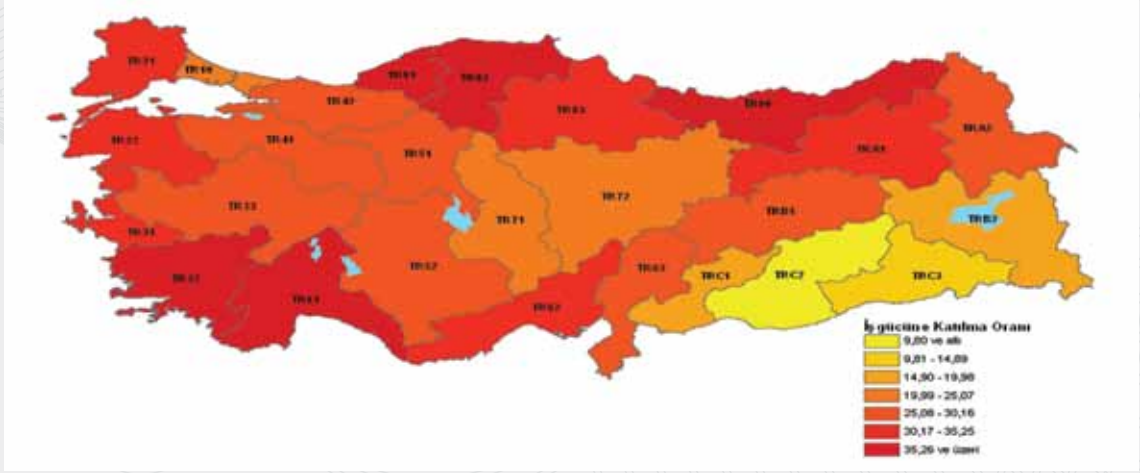 TR21
TR10
TR81
TR82
TR42
TR83
TR90
TRA2
TR22
TR41
TR51
TRA1
TR72
TR33
TR71
TRB1
TRB2
TR31
TR52
TR63
TRC1
TRC2
TRC3
TR32
TR61
TR62
İşgücüne Katılma Oranı
9,80 ve altı
9,81 - 14,89
14,90 - 19,98
19,99 - 25,07
25,08 - 30,16
30,17 - 35,25
35,26 ve üzeri